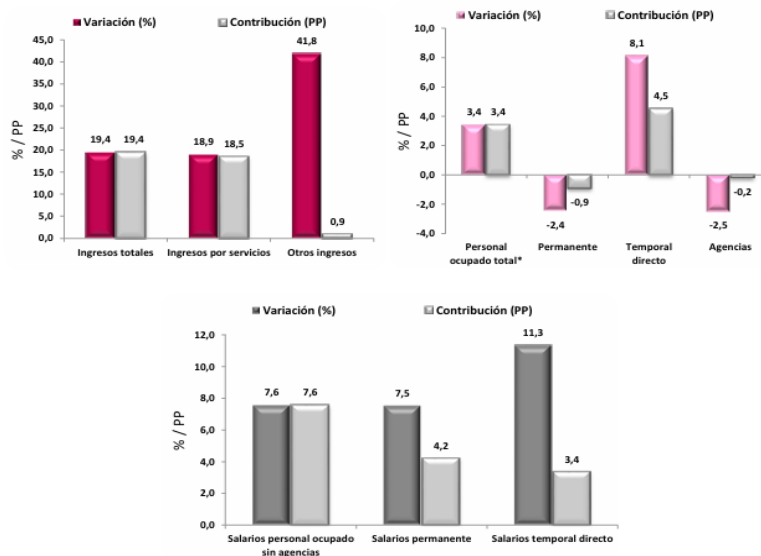 Variación (%) Contribución (PP)
% / PP
45,0
40,0
35,0
30,0
25,0
20,0
15,0
10,0
5,0
0,0
19,4 19,4
18,9 18,5
41,8
0,9
Ingresos totales Ingresos por servicios Otros ingresos
Variación (%) Contribución (PP)
% / PP
10,0
8,0
6,0
4,0
2,0
0,0
-2,0
-4,0
3,4 3,4
-2,4 -0,9
8,1
4,5
-2,5 -0,2
Personal ocupado total*
Permanente
Temporal directo
Agencias
Variación (%) Contribución (PP)
% / PP
12,0
10,0
8,0
6,0
4,0
2,0
0,0
7,6 7,6
7,5
4,2
11,3
3,4
Salarios personal ocupado sin agencias
Salarios permanente
Salarios temporal directo